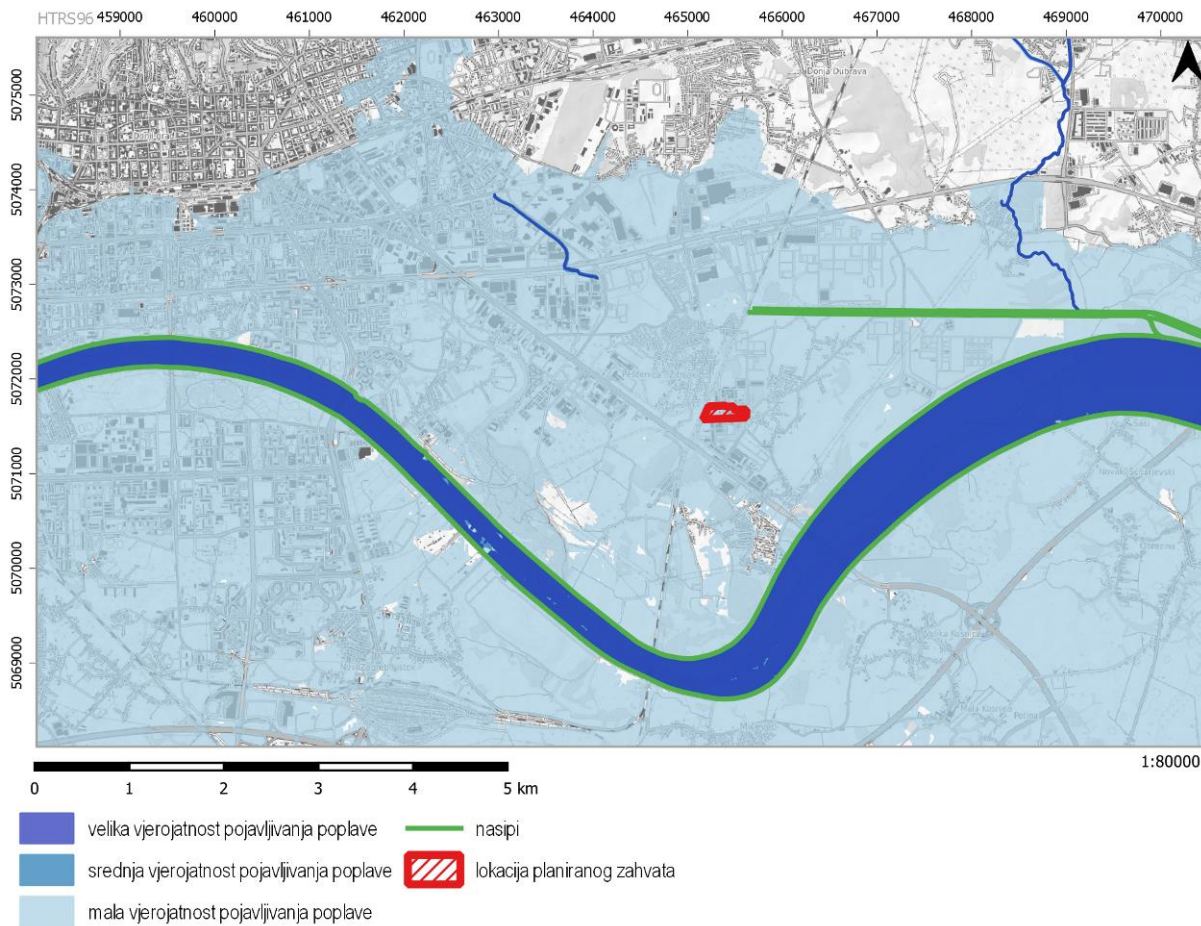 HTRS96 459000 460000 461000 462000 463000 464000 465000 466000 467000 468000 469000 470000
5075000
5074000
5073000
5072000
5071000
5070000
5069000
Donja Dubrava
Mala Kosnica
1:80000
0 1 2 3 4 5 km
velika vjerojatnost pojavljivanja poplave
nasipi
srednja vjerojatnost pojavljivanja poplave
lokacija planiranog zahvata
mala vjerojatnost pojavljivanja poplave